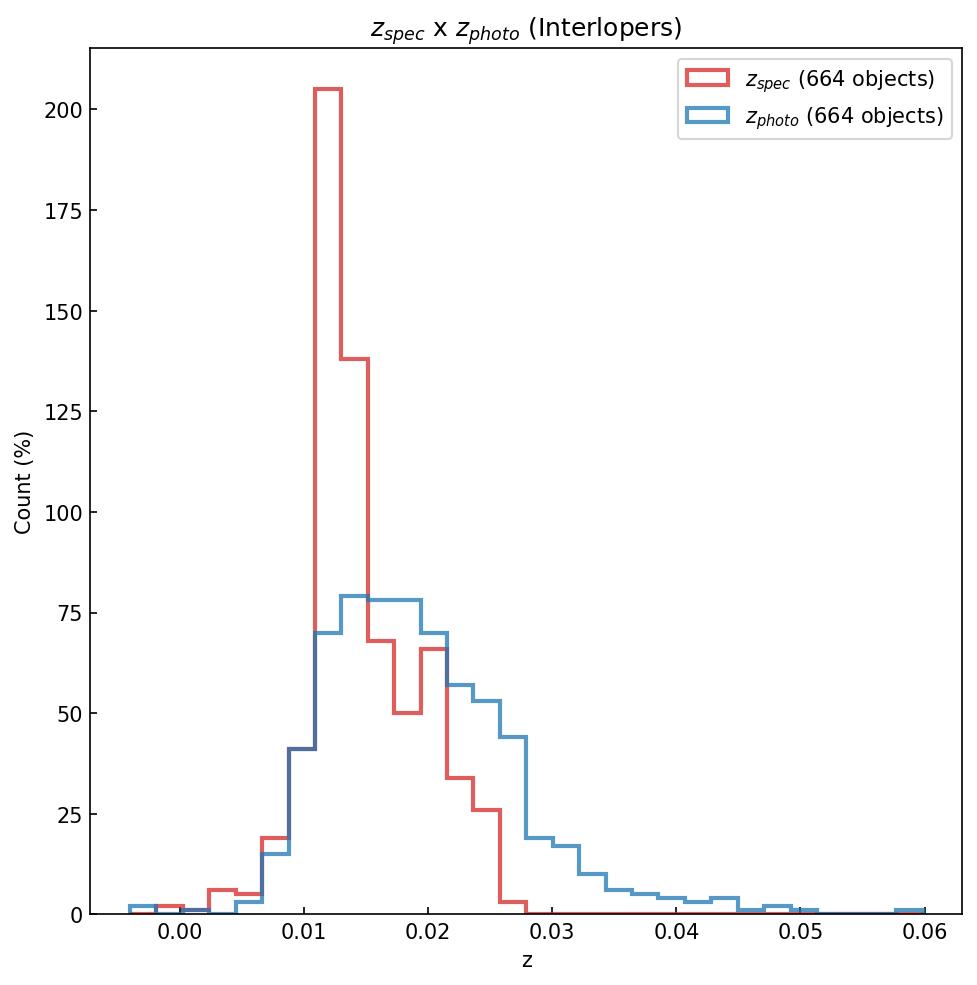 z_spec x z_photo (Interlopers)
z_spec (664 objects)
z_photo (664 objects)
Count (%)
200
175
150
125
100
75
50
25
0
0.00 0.01 0.02 0.03 0.04 0.05 0.06
z